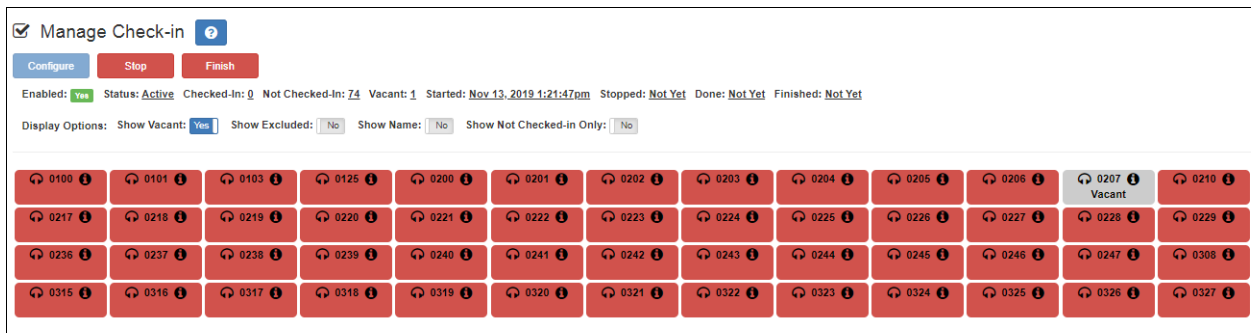 Manage Check-in
Configure Stop Finish
Enabled: Yes Status: Active Checked-In: 0 Not Checked-In: 74 Vacant: 1 Started: Nov 13, 2019 1:21:47pm Stopped: Not Yet Done: Not Yet Finished: Not Yet
Display Options: Show Vacant: Yes Show Excluded: No Show Name: No Show Not Checked-in Only: No
0100 0101 0103 0125 0200 0201 0202 0203 0204 0205 0206 0207 0210
Vacant
0217 0218 0219 0220 0221 0222 0223 0224 0225 0226 0227 0228 0229
0236 0237 0238 0239 0240 0241 0242 0243 0244 0245 0246 0247 0308
0315 0316 0317 0318 0319 0320 0321 0322 0323 0324 0325 0326 0327